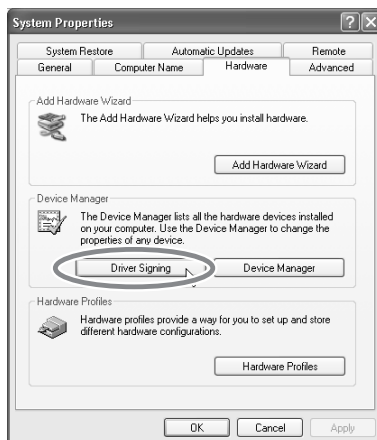 System Properties
System Restore Automatic Updates Remote
General Computer Name Hardware Advanced
Add Hardware Wizard
The Add Hardware Wizard helps you install hardware.
Add Hardware Wizard
Device Manager
The Device Manager lists all the hardware devices installed
on your computer. Use the Device Manager to change the
properties of any device.
Driver Signing Device Manager
Hardware Profiles
Hardware profiles provide a way for you to set up and store
different hardware configurations.
Hardware Profiles
OK Cancel Apply